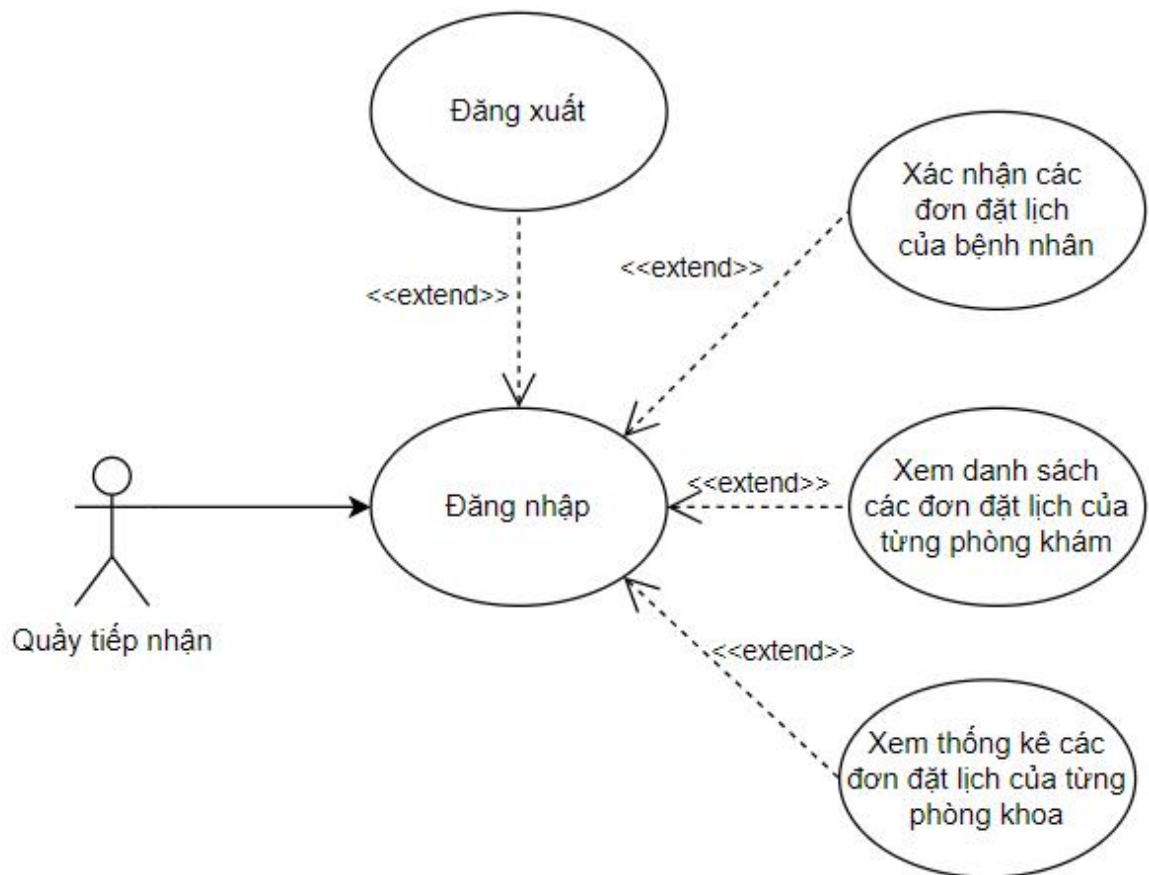 Đăng xuất
Xác nhận các
đơn đặt lịch
của bệnh nhân
<<extend>>
<<extend>>
Đăng nhập
<<extend>>
Xem danh sách
các đơn đặt lịch của
từng phòng khám
Quầy tiếp nhận
<<extend>>
Xem thống kê các
đơn đặt lịch của từng
phòng khoa